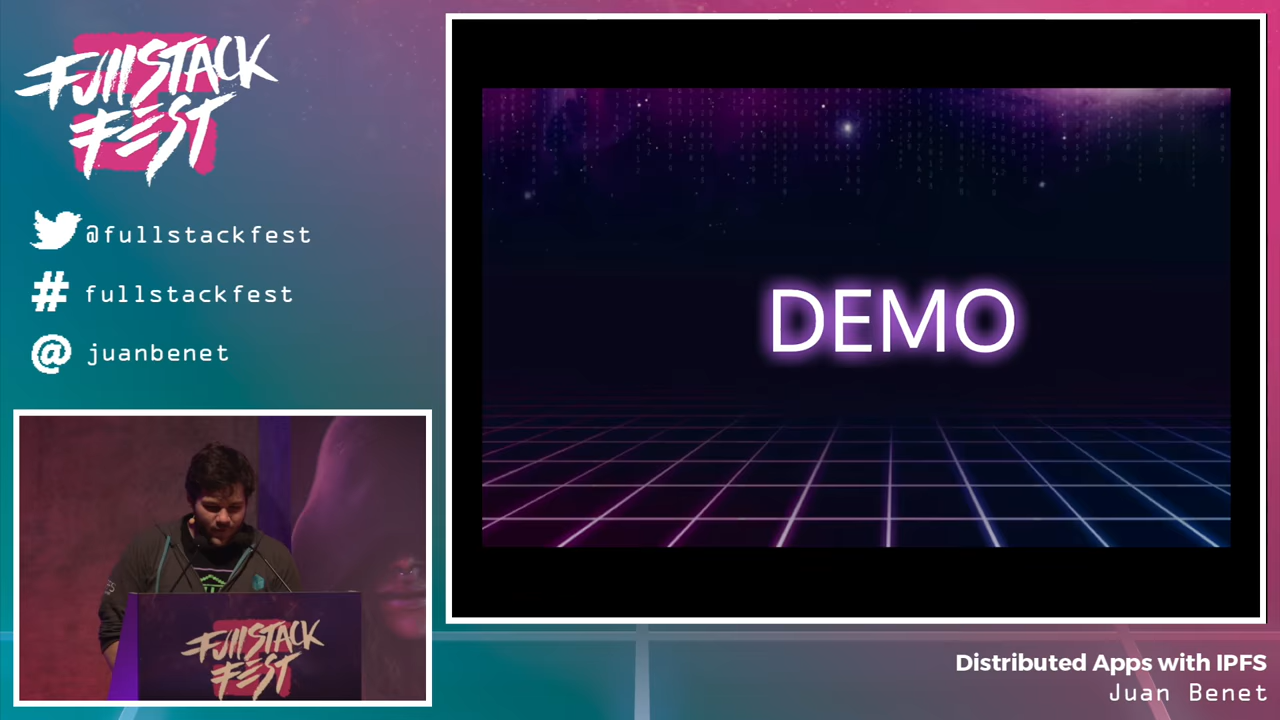 FullSTACK
FEST
@fullstackfest
# fullstackfest
@ juanbenet
DEMO
FullSTACK
FEST
Distributed Apps with IPFS
Juan Benet